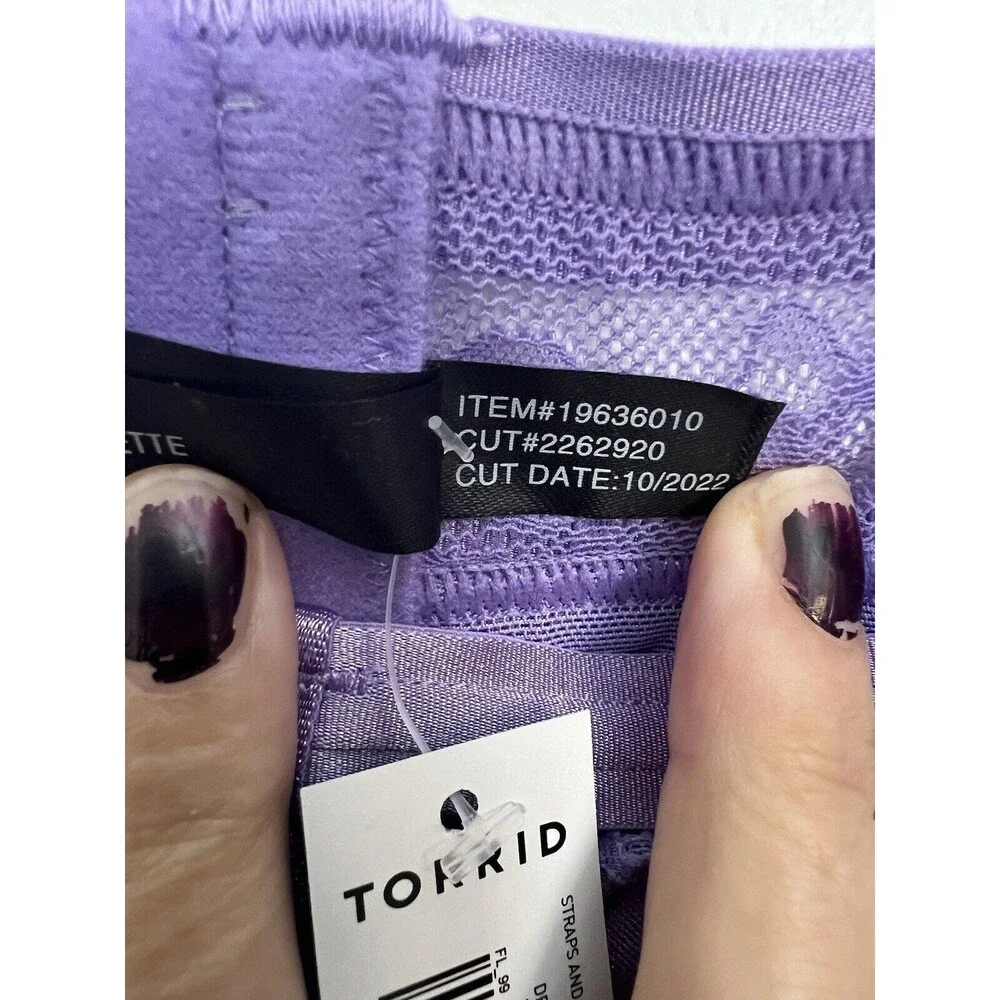 ETTE
ITEM#19636010
CUT#2262920
CUT DATE:10/2022
TORRID
STRAPS AND
FL_99